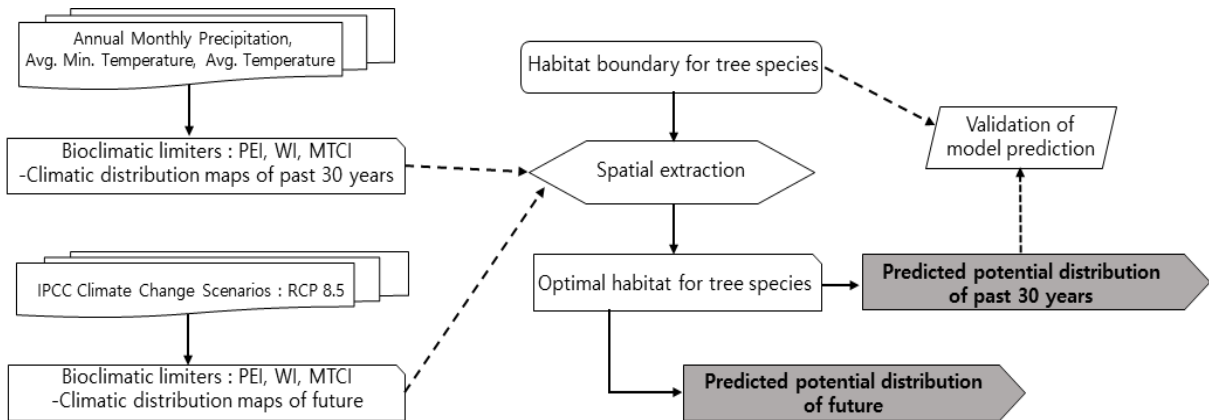 Annual Monthly Precipitation,
Avg. Min. Temperature, Avg. Temperature
Bioclimatic limiters : PEI, WI, MTCI
-Climatic distribution maps of past 30 years
IPCC Climate Change Scenarios : RCP 8.5
Bioclimatic limiters : PEI, WI, MTCI
-Climatic distribution maps of future
Habitat boundary for tree species
Spatial extraction
Optimal habitat for tree species
Validation of
model prediction
Predicted potential distribution
of past 30 years
Predicted potential distribution
of future